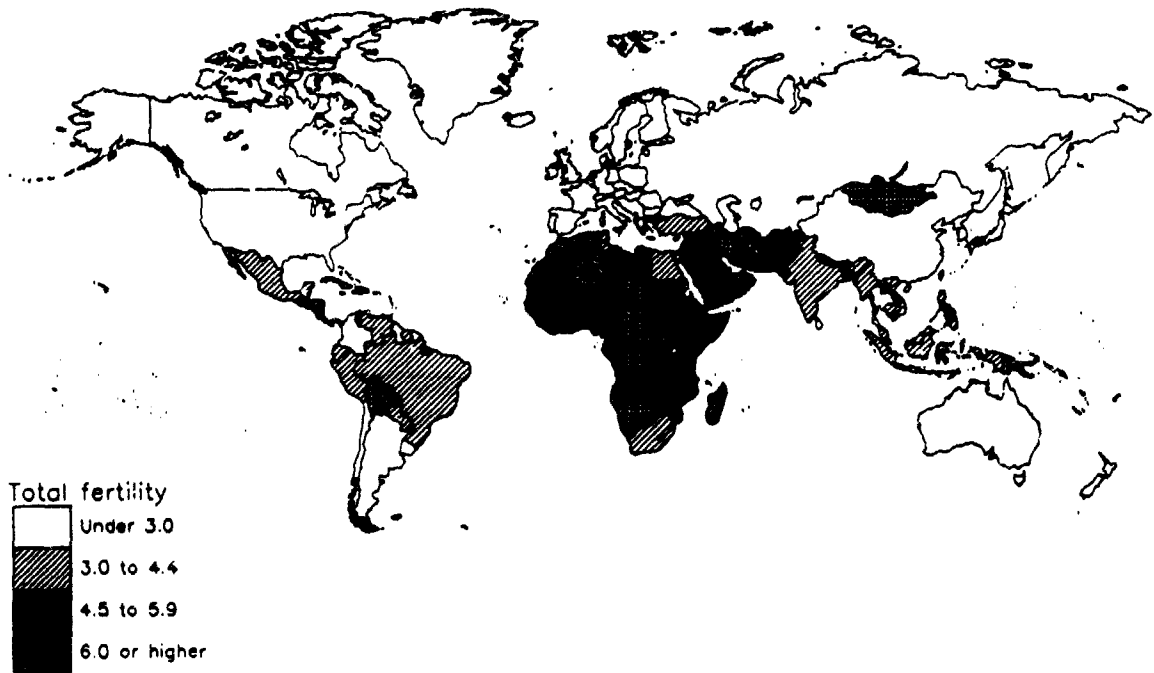 Total fertility
Under 3.0
3.0 to 4.4
4.5 to 5.9
6.0 or higher